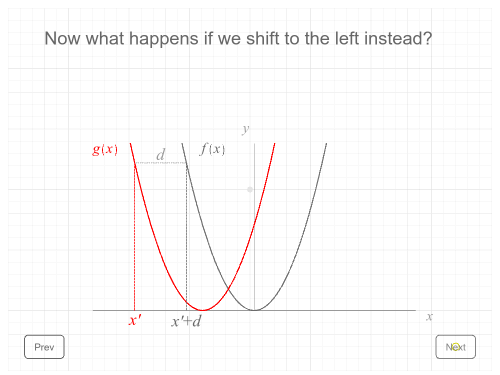 Now what happens if we shift to the left instead?
y
g(x)
d
f(x)
x
x'
x'+d
Prev
Next